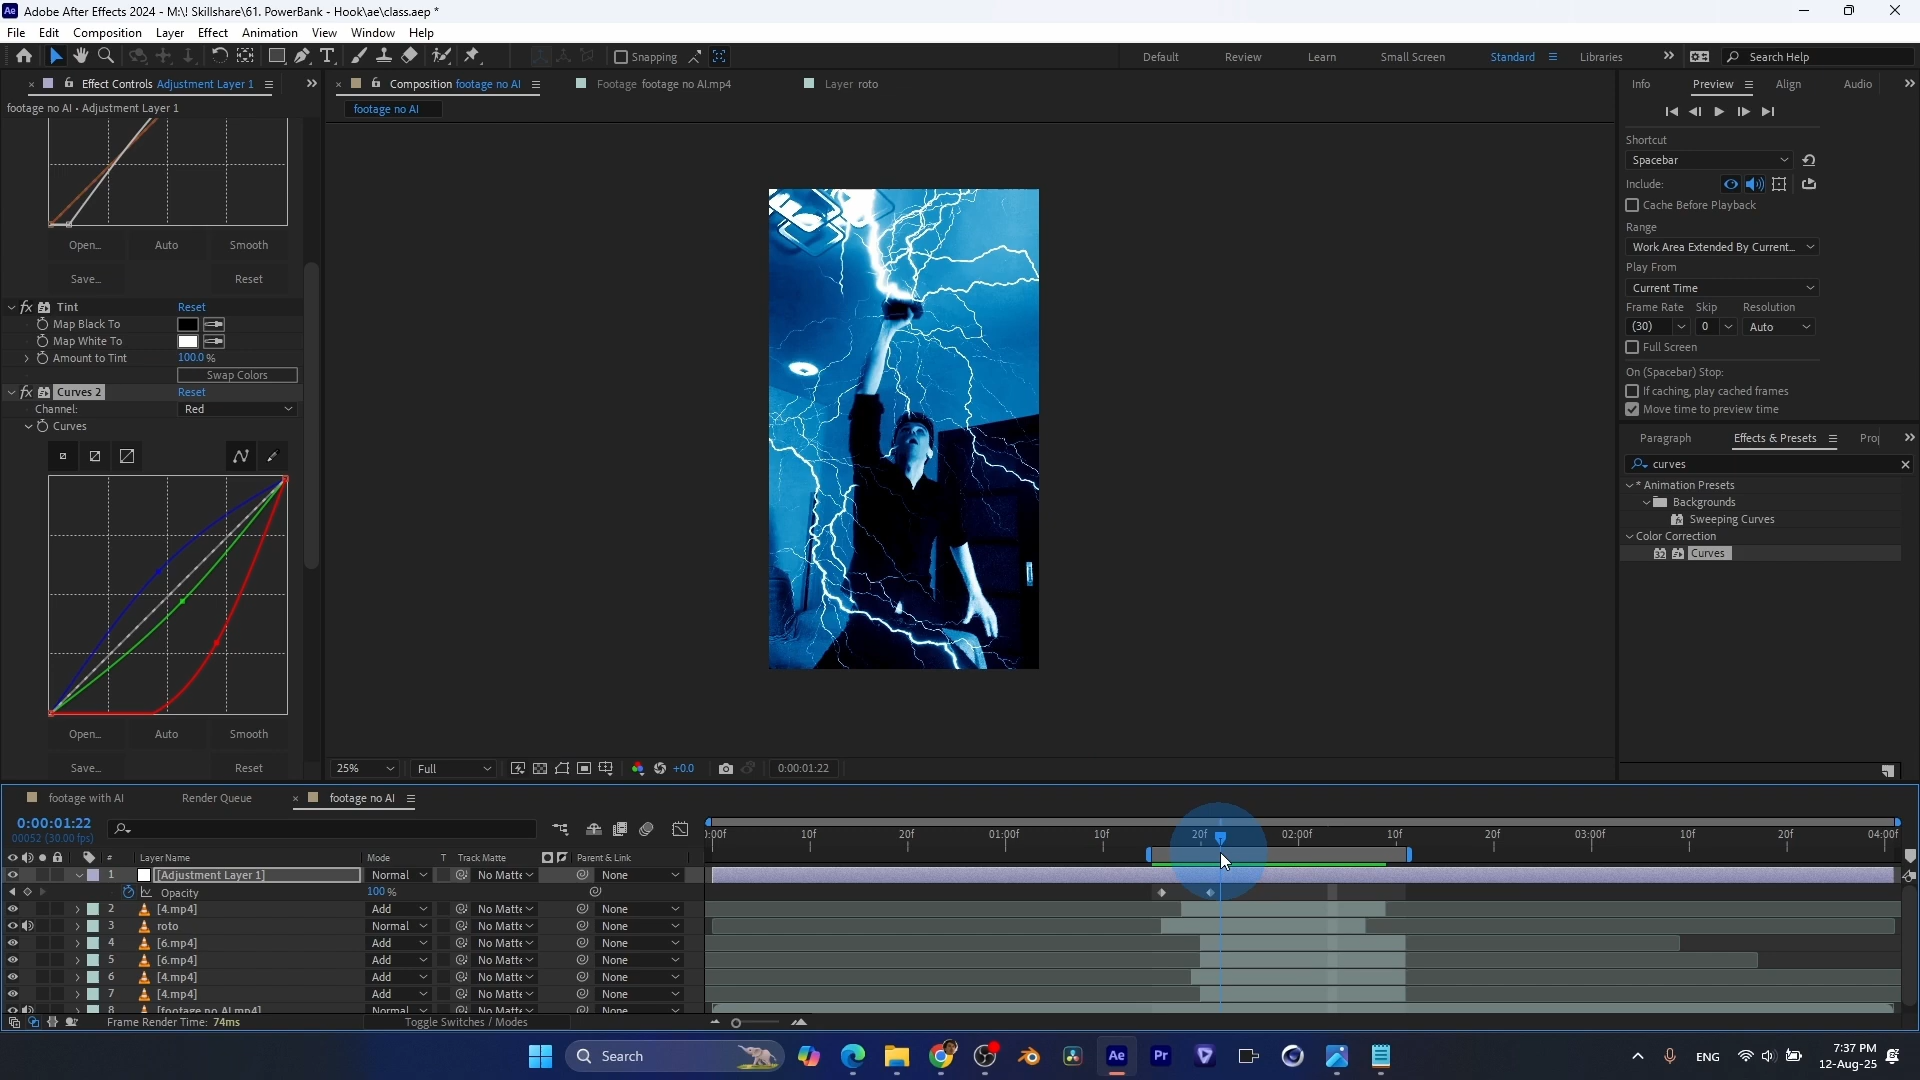 Adobe After Effects 2024 - M:\! Skillshare\61. PowerBank - Hook\ae\class.aep *
File Edit Composition Layer Effect Animation View Window Help
Snapping Default Review Learn Small Screen Standard Libraries Search Help
Effect Controls Adjustment Layer 1 Composition footage no AI Footage footage no AI.mp4 Layer roto Info Preview Align Audio
footage no AI • Adjustment Layer 1 footage no AI
Shortcut
Spacebar
Include:
Cache Before Playback
Range
Work Area Extended By Current...
Play From
Current Time
Frame Rate Skip Resolution
(30) 0 Auto
Full Screen
On (Spacebar) Stop:
If caching, play cached frames
Move time to preview time
Open... Auto Smooth
Save... Reset
fx Tint Reset
Map Black To
Map White To
Amount to Tint 100.0 %
Swap Colors
fx Curves 2 Reset
Channel: Red
Curves
Open... Auto Smooth
Save... Reset
Paragraph Effects & Presets
curves
* Animation Presets
Backgrounds
Sweeping Curves
Color Correction
32 Curves
25% Full +0.0 0:00:01:22
footage with AI Render Queue footage no AI
0:00:01:22
00052 (30.00 fps)
:00f 10f 20f 01:00f 10f 20f 02:00f 10f 20f 03:00f 10f 20f 04:00f
# Layer Name Mode T Track Matte Parent & Link
1 [Adjustment Layer 1] Normal No Matte None
Opacity 100 %
2 [4.mp4] Add No Matte None
3 roto Normal No Matte None
4 [6.mp4] Add No Matte None
5 [6.mp4] Add No Matte None
6 [4.mp4] Add No Matte None
7 [4.mp4] Add No Matte None
8 [footage no AI.mp4] Normal No Matte None
Frame Render Time: 74ms Toggle Switches / Modes
Search Ae Pr ENG 7:37 PM
12-Aug-25